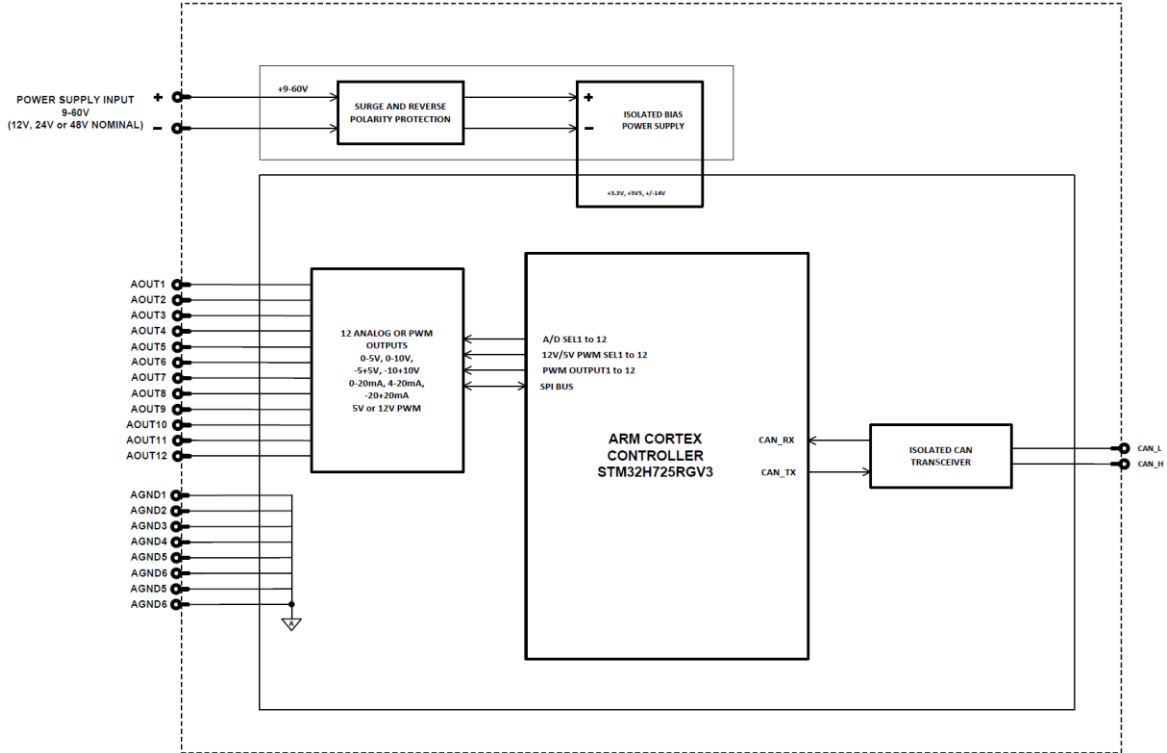 POWER SUPPLY INPUT
9-60V
(12V, 24V or 48V NOMINAL)
+
−
+9-60V
SURGE AND REVERSE
POLARITY PROTECTION
+
−
ISOLATED BIAS
POWER SUPPLY
+3.3V, +5V5, +/-14V
AOUT1
AOUT2
AOUT3
AOUT4
AOUT5
AOUT6
AOUT7
AOUT8
AOUT9
AOUT10
AOUT11
AOUT12
12 ANALOG OR PWM
OUTPUTS
0-5V, 0-10V,
-5+5V, -10+10V
0-20mA, 4-20mA,
-20+20mA
5V or 12V PWM
A/D SEL1 to 12
12V/5V PWM SEL1 to 12
PWM OUTPUT1 to 12
SPI BUS
ARM CORTEX
CONTROLLER
STM32H725RGV3
CAN_RX
CAN_TX
ISOLATED CAN
TRANSCEIVER
CAN_L
CAN_H
AGND1
AGND2
AGND3
AGND4
AGND5
AGND6
AGND5
AGND6
A